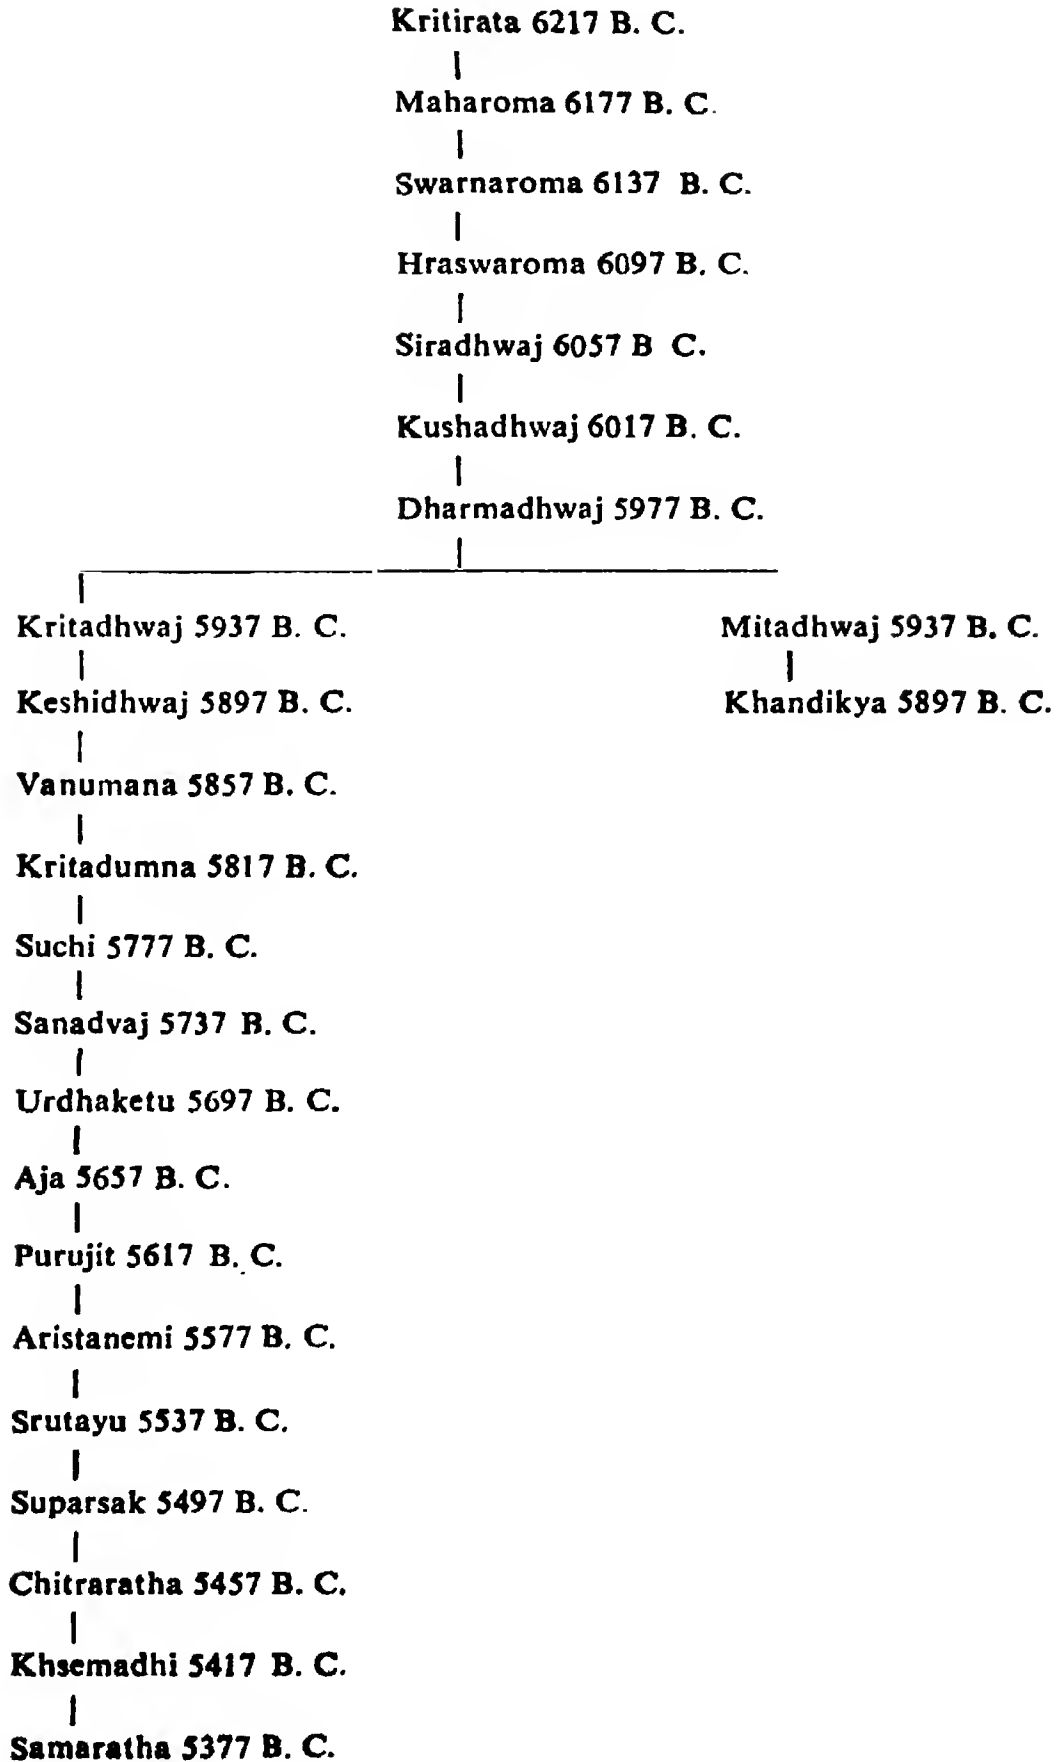 Kritirata 6217 B. C.
Maharoma 6177 B. C.
Swarnaroma 6137 B. C.
Hraswaroma 6097 B. C.
Siradhwaj 6057 B C.
Kushadhwaj 6017 B. C.
Dharmadhwaj 5977 B. C.
Kritadhwaj 5937 B. C. Mitadhwaj 5937 B. C.
Keshidhwaj 5897 B. C. Khandikya 5897 B. C.
Vanumana 5857 B. C.
Kritadumna 5817 B. C.
Suchi 5777 B. C.
Sanadvaj 5737 B. C.
Urdhaketu 5697 B. C.
Aja 5657 B. C.
Purujit 5617 B. C.
Aristanemi 5577 B. C.
Srutayu 5537 B. C.
Suparsak 5497 B. C.
Chitraratha 5457 B. C.
Khsemadhi 5417 B. C.
Samaratha 5377 B. C.